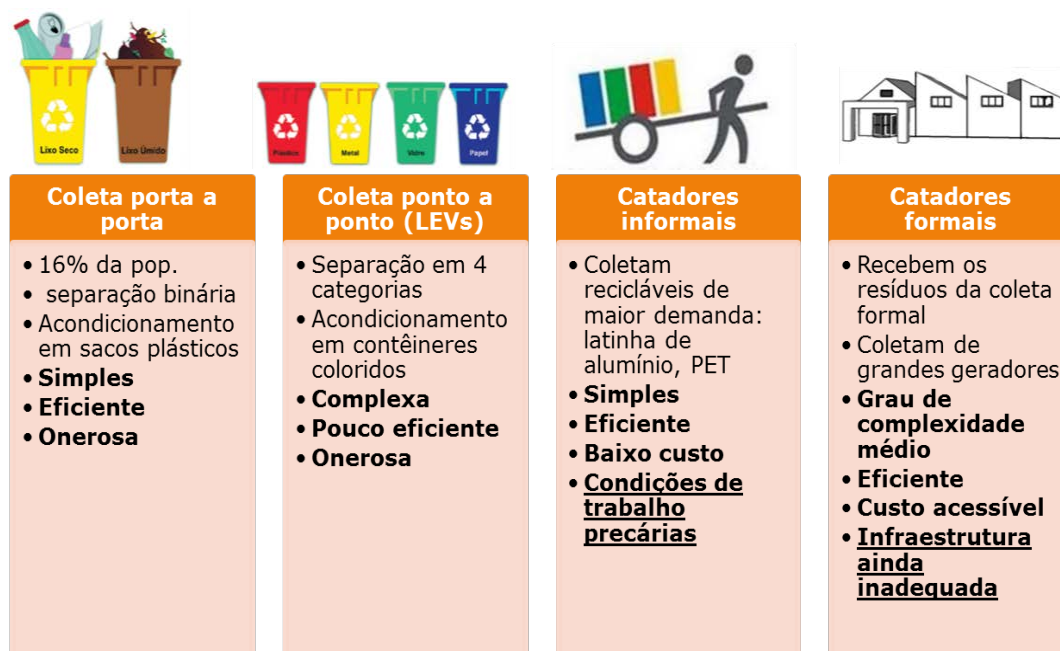 Lixo Seco
Lixo Úmido
Plástico
Metal
Vidro
Papel
Coleta porta a
porta
• 16% da pop.
• separação binária
• Acondicionamento
em sacos plásticos
• Simples
• Eficiente
• Onerosa
Coleta ponto a
ponto (LEVs)
• Separação em 4
categorias
• Acondicionamento
em contêineres
coloridos
• Complexa
• Pouco eficiente
• Onerosa
Catadores
informais
• Coletam
recicláveis de
maior demanda:
latinha de
alumínio, PET
• Simples
• Eficiente
• Baixo custo
• Condições de
trabalho
precárias
Catadores
formais
• Recebem os
resíduos da coleta
formal
• Coletam de
grandes geradores
• Grau de
complexidade
médio
• Eficiente
• Custo acessível
• Infraestrutura
ainda
inadequada